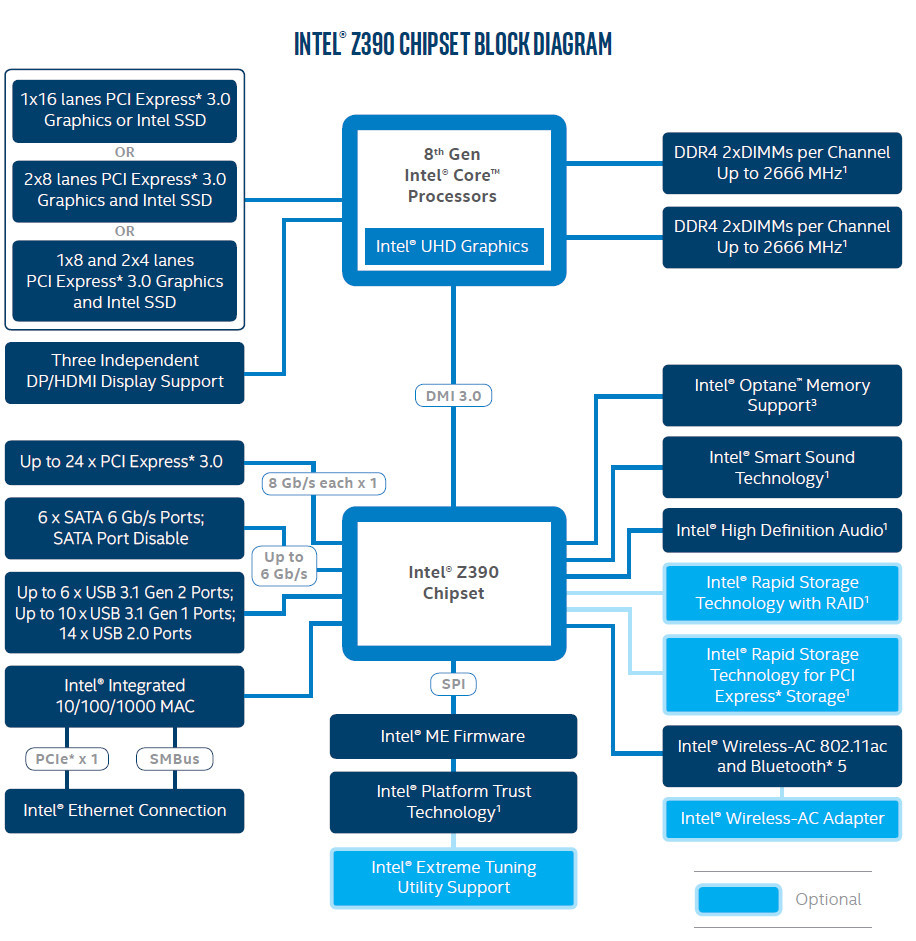 INTEL® Z390 CHIPSET BLOCK DIAGRAM
1x16 lanes PCI Express* 3.0
Graphics or Intel SSD
OR
2x8 lanes PCI Express* 3.0
Graphics and Intel SSD
OR
1x8 and 2x4 lanes
PCI Express* 3.0 Graphics
and Intel SSD
Three Independent
DP/HDMI Display Support
8th Gen
Intel® Core™
Processors
Intel® UHD Graphics
DDR4 2xDIMMs per Channel
Up to 2666 MHz¹
DDR4 2xDIMMs per Channel
Up to 2666 MHz¹
DMI 3.0
Up to 24 x PCI Express* 3.0
8 Gb/s each x 1
6 x SATA 6 Gb/s Ports;
SATA Port Disable
Up to
6 Gb/s
Up to 6 x USB 3.1 Gen 2 Ports;
Up to 10 x USB 3.1 Gen 1 Ports;
14 x USB 2.0 Ports
Intel® Integrated
10/100/1000 MAC
PCIe* x 1
SMBus
Intel® Ethernet Connection
Intel® Z390
Chipset
SPI
Intel® ME Firmware
Intel® Platform Trust
Technology¹
Intel® Extreme Tuning
Utility Support
Intel® Optane™ Memory
Support³
Intel® Smart Sound
Technology¹
Intel® High Definition Audio¹
Intel® Rapid Storage
Technology with RAID¹
Intel® Rapid Storage
Technology for PCI
Express* Storage¹
Intel® Wireless-AC 802.11ac
and Bluetooth* 5
Intel® Wireless-AC Adapter
Optional